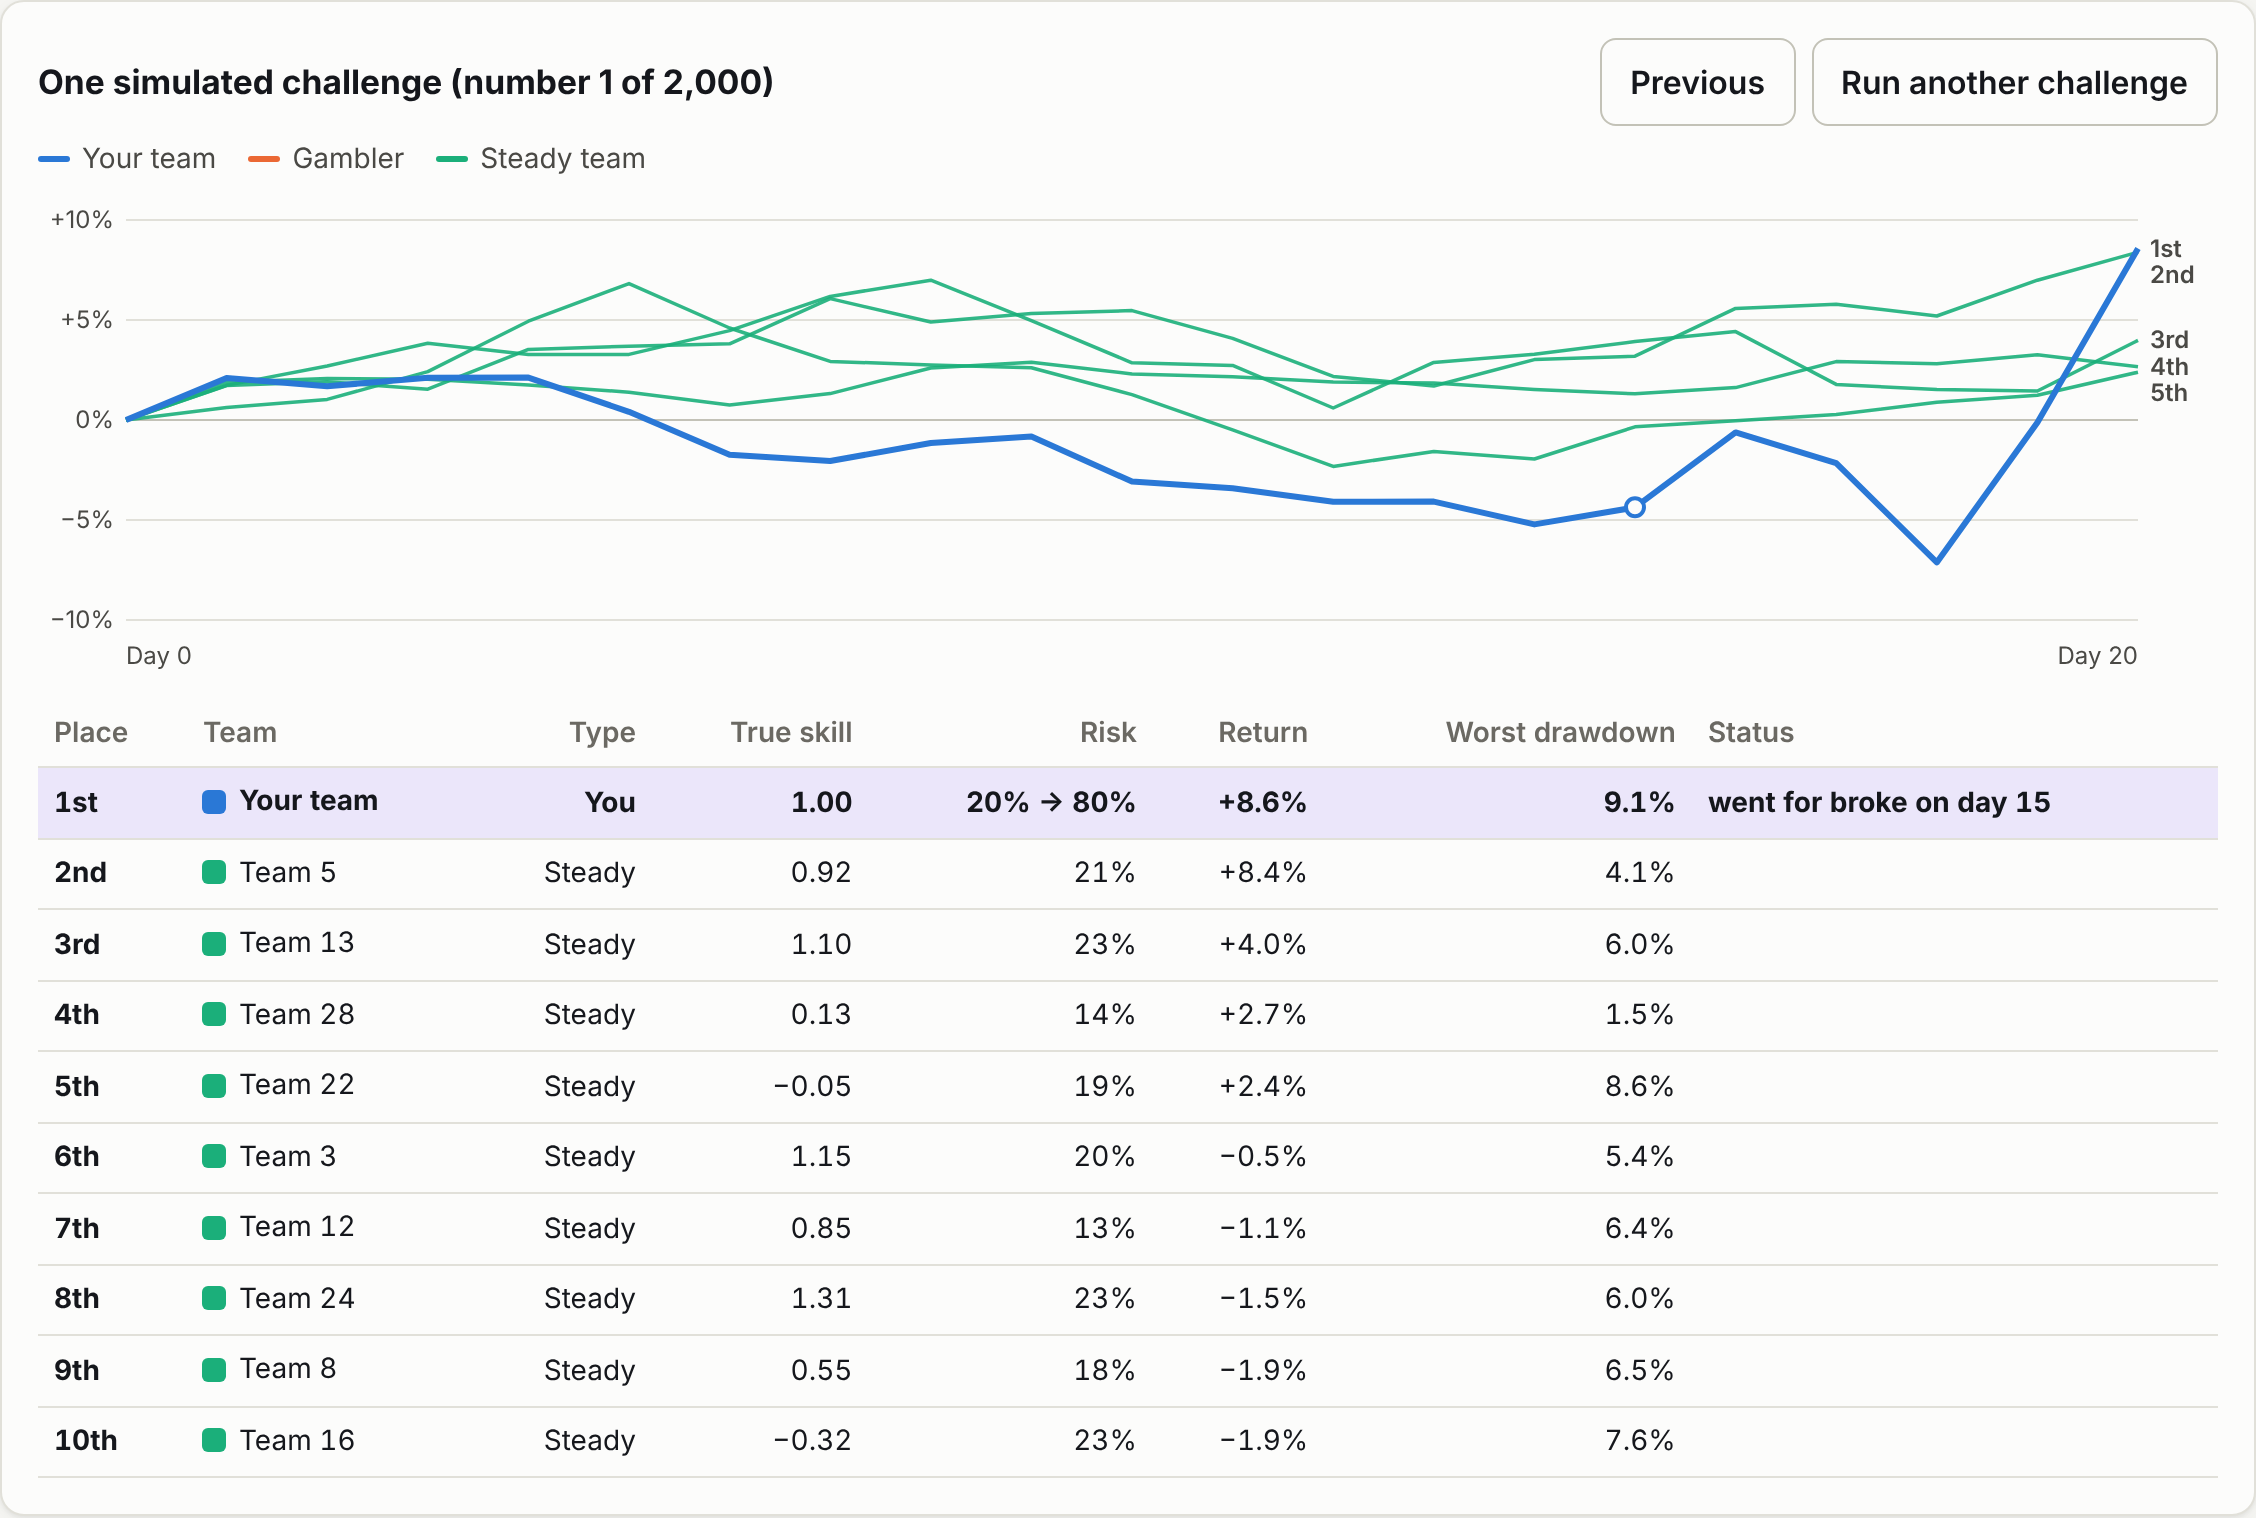 One simulated challenge (number 1 of 2,000)
Previous
Run another challenge
Your team
Gambler
Steady team
+10%
+5%
0%
−5%
−10%
1st
2nd
3rd
4th
5th
Day 0
Day 20
Place Team Type True skill Risk Return Worst drawdown Status
1st Your team You 1.00 20% → 80% +8.6% 9.1% went for broke on day 15
2nd Team 5 Steady 0.92 21% +8.4% 4.1%
3rd Team 13 Steady 1.10 23% +4.0% 6.0%
4th Team 28 Steady 0.13 14% +2.7% 1.5%
5th Team 22 Steady −0.05 19% +2.4% 8.6%
6th Team 3 Steady 1.15 20% −0.5% 5.4%
7th Team 12 Steady 0.85 13% −1.1% 6.4%
8th Team 24 Steady 1.31 23% −1.5% 6.0%
9th Team 8 Steady 0.55 18% −1.9% 6.5%
10th Team 16 Steady −0.32 23% −1.9% 7.6%